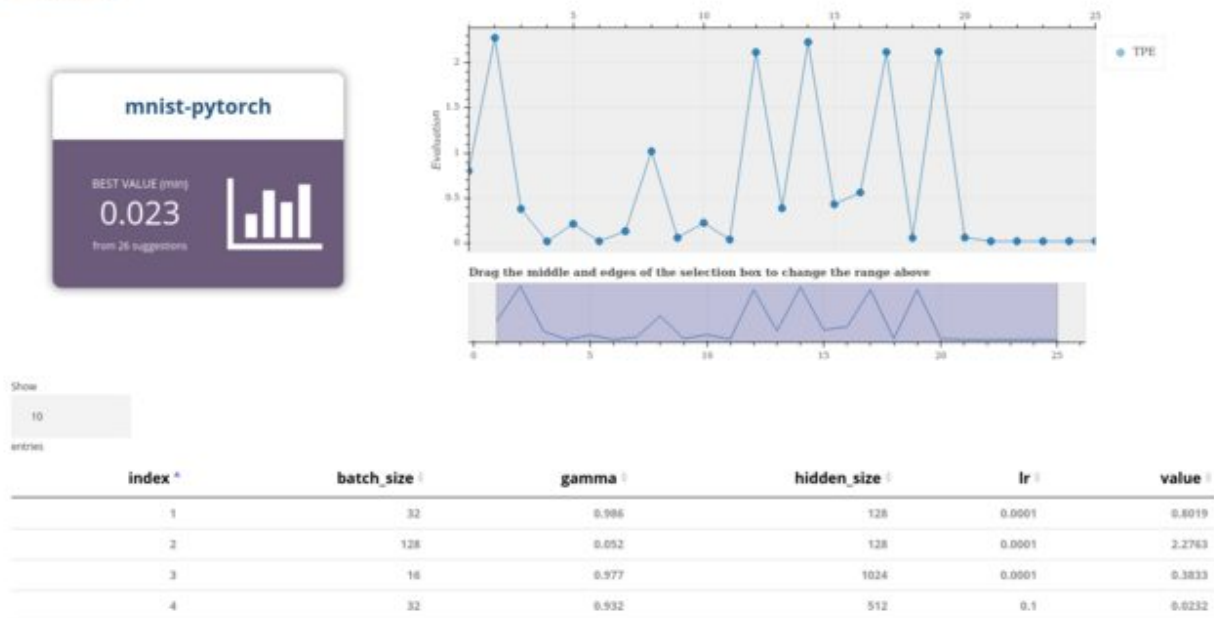 mnist-pytorch
BEST VALUE (min)
0.023
from 26 suggestions
5 10 15 20 25
2
1.5
1
0.5
0
Evaluation
TPE
Drag the middle and edges of the selection box to change the range above
0 5 10 15 20 25
Show
10
entries
index batch_size gamma hidden_size lr value
1 32 0.986 128 0.0001 0.8019
2 128 0.052 128 0.0001 2.2763
3 16 0.977 1024 0.0001 0.3833
4 32 0.932 512 0.1 0.0232